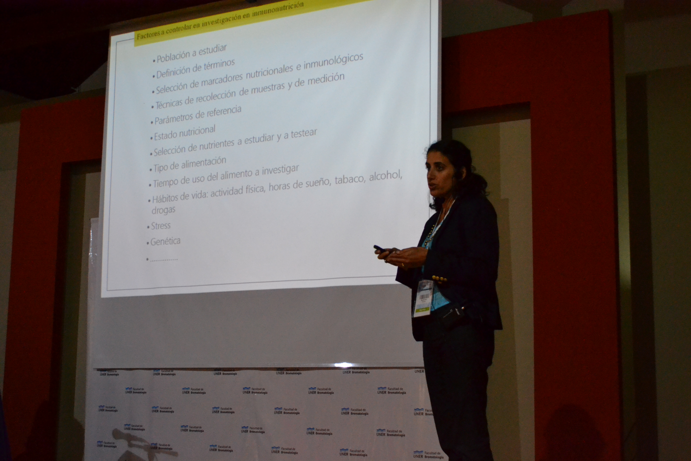 Factores a controlar en investigación en inmunonutrición
• Población a estudiar
• Definición de términos
• Selección de marcadores nutricionales e inmunológicos
• Técnicas de recolección de muestras y de medición
• Parámetros de referencia
• Estado nutricional
• Selección de nutrientes a estudiar y a testear
• Tipo de alimentación
• Tiempo de uso del alimento a investigar
• Hábitos de vida: actividad física, horas de sueño, tabaco, alcohol,
drogas
• Stress
• Genética
• ............